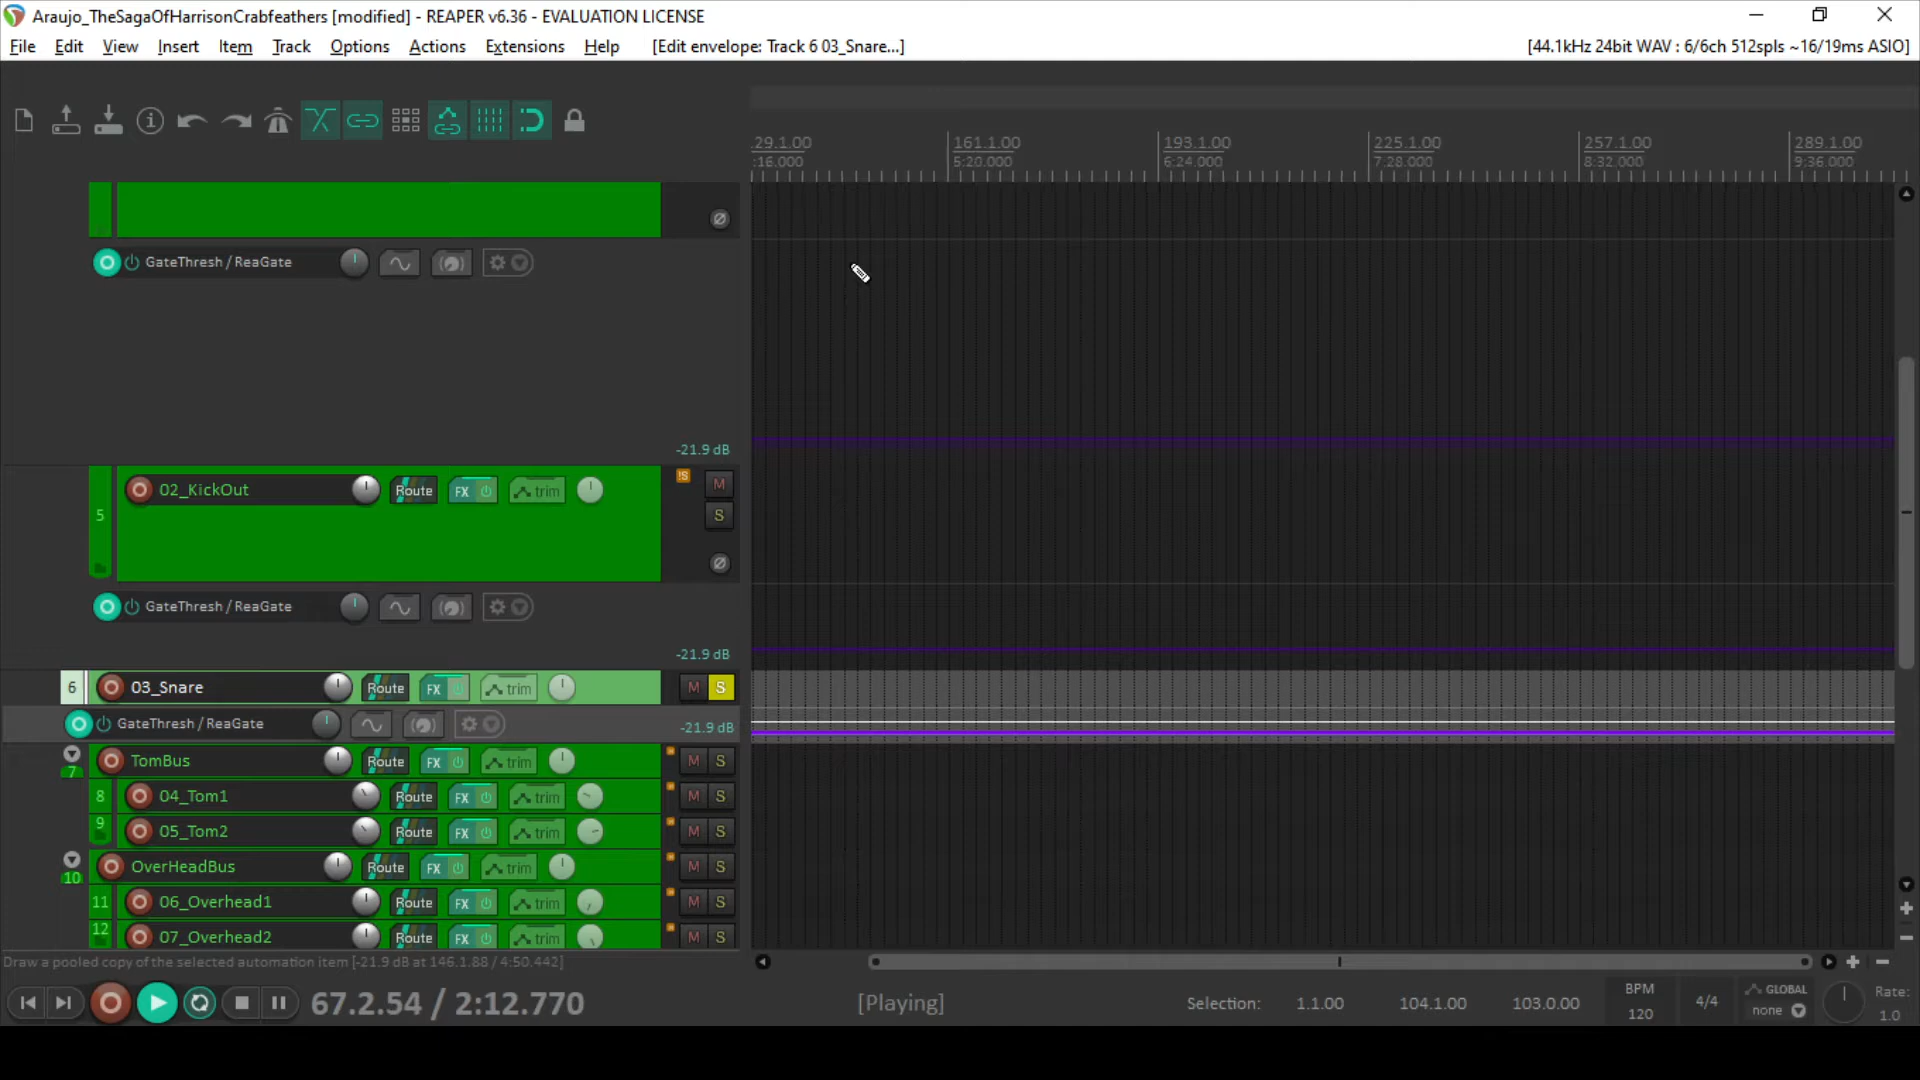 Araujo_TheSagaOfHarrisonCrabfeathers [modified] - REAPER v6.36 - EVALUATION LICENSE
File Edit View Insert Item Track Options Actions Extensions Help [Edit envelope: Track 6 03_Snare...] [44.1kHz 24bit WAV : 6/6ch 512spls ~16/19ms ASIO]
.29.1.00 161.1.00 193.1.00 225.1.00 257.1.00 289.1.00
:16.000 5:20.000 6:24.000 7:28.000 8:32.000 9:36.000
GateThresh / ReaGate
-21.9 dB
5 02_KickOut Route FX trim M
S
GateThresh / ReaGate
-21.9 dB
6 03_Snare Route FX trim M S
GateThresh / ReaGate -21.9 dB
7 TomBus Route FX trim M S
8 04_Tom1 Route FX trim M S
9 05_Tom2 Route FX trim M S
10 OverHeadBus Route FX trim M S
11 06_Overhead1 Route FX trim M S
12 07_Overhead2 Route FX trim M S
Draw a pooled copy of the selected automation item [-21.9 dB at 146.1.88 / 4:50.442]
67.2.54 / 2:12.770 [Playing] Selection: 1.1.00 104.1.00 103.0.00 BPM 120 4/4 GLOBAL none Rate: 1.0